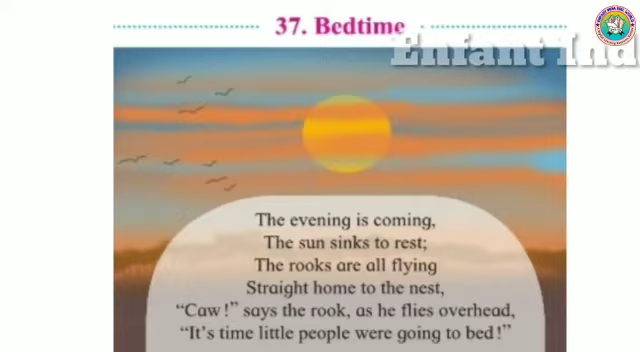 37. Bedtime
Enfant Ind
The evening is coming,
The sun sinks to rest;
The rooks are all flying
Straight home to the nest,
“Caw!” says the rook, as he flies overhead,
“It's time little people were going to bed!”